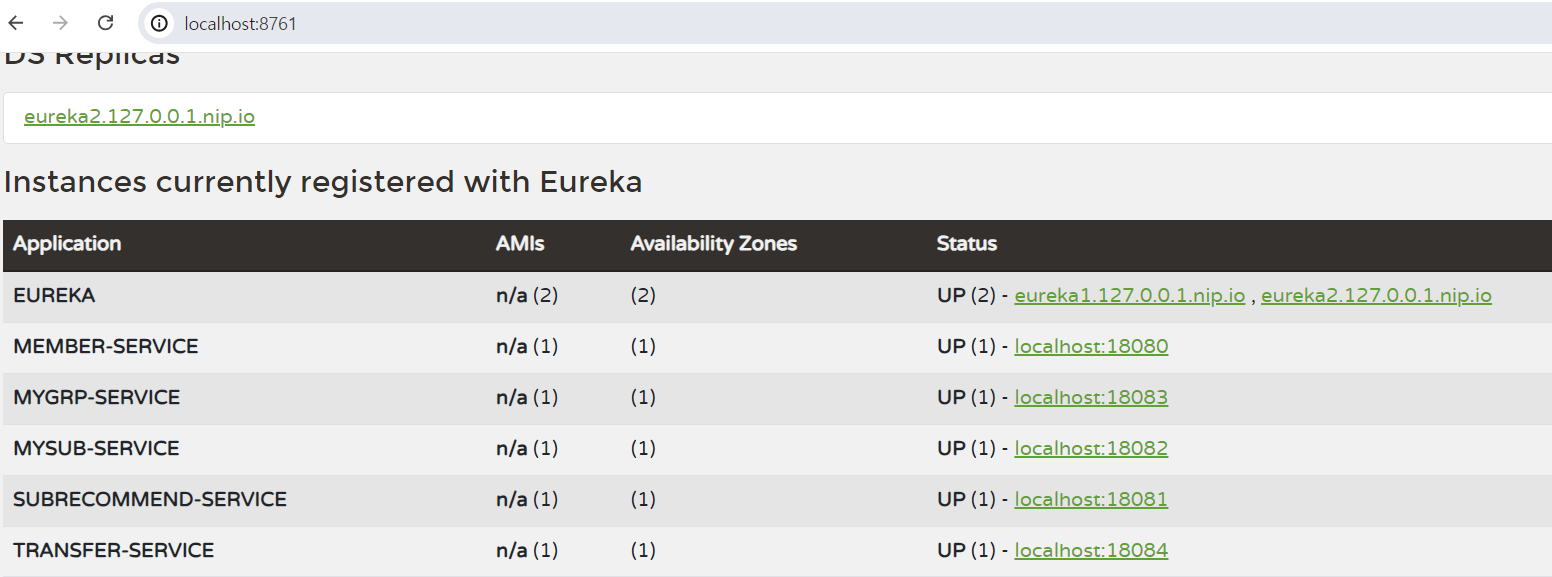 localhost:8761
DS Replicas
eureka2.127.0.0.1.nip.io
Instances currently registered with Eureka
Application AMIs Availability Zones Status
EUREKA n/a (2) (2) UP (2) - eureka1.127.0.0.1.nip.io , eureka2.127.0.0.1.nip.io
MEMBER-SERVICE n/a (1) (1) UP (1) - localhost:18080
MYGRP-SERVICE n/a (1) (1) UP (1) - localhost:18083
MYSUB-SERVICE n/a (1) (1) UP (1) - localhost:18082
SUBRECOMMEND-SERVICE n/a (1) (1) UP (1) - localhost:18081
TRANSFER-SERVICE n/a (1) (1) UP (1) - localhost:18084